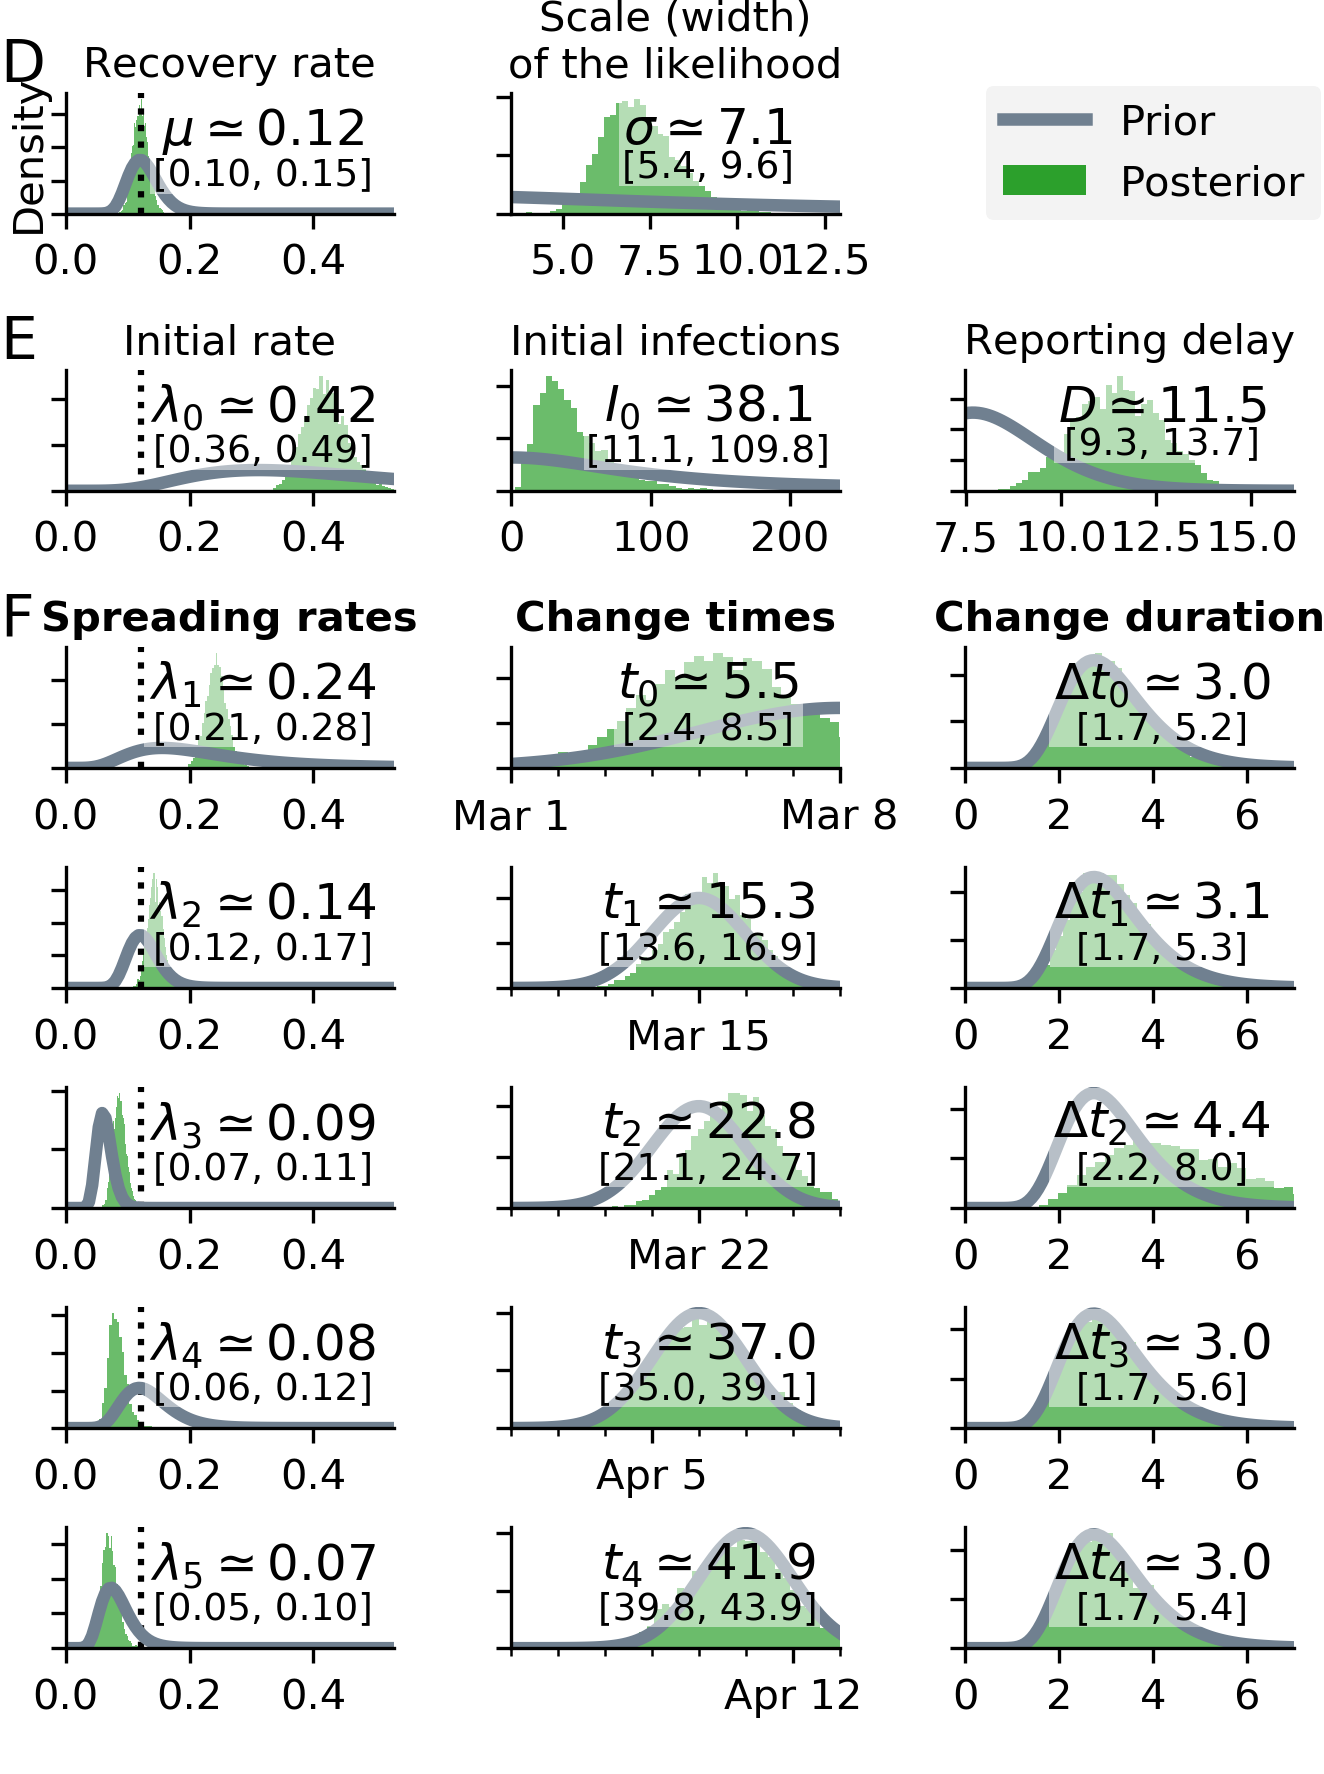 D
Recovery rate
Scale (width)
of the likelihood
Density
μ ≃ 0.12
[0.10, 0.15]
0.0 0.2 0.4
σ ≃ 7.1
[5.4, 9.6]
5.0 7.5 10.0 12.5
Prior
Posterior
E
Initial rate
λ0 ≃ 0.42
[0.36, 0.49]
0.0 0.2 0.4
Initial infections
I0 ≃ 38.1
[11.1, 109.8]
0 100 200
Reporting delay
D ≃ 11.5
[9.3, 13.7]
7.5 10.0 12.5 15.0
F
Spreading rates
Change times
Change duration
λ1 ≃ 0.24
[0.21, 0.28]
0.0 0.2 0.4
t0 ≃ 5.5
[2.4, 8.5]
Mar 1 Mar 8
Δt0 ≃ 3.0
[1.7, 5.2]
0 2 4 6
λ2 ≃ 0.14
[0.12, 0.17]
0.0 0.2 0.4
t1 ≃ 15.3
[13.6, 16.9]
Mar 15
Δt1 ≃ 3.1
[1.7, 5.3]
0 2 4 6
λ3 ≃ 0.09
[0.07, 0.11]
0.0 0.2 0.4
t2 ≃ 22.8
[21.1, 24.7]
Mar 22
Δt2 ≃ 4.4
[2.2, 8.0]
0 2 4 6
λ4 ≃ 0.08
[0.06, 0.12]
0.0 0.2 0.4
t3 ≃ 37.0
[35.0, 39.1]
Apr 5
Δt3 ≃ 3.0
[1.7, 5.6]
0 2 4 6
λ5 ≃ 0.07
[0.05, 0.10]
0.0 0.2 0.4
t4 ≃ 41.9
[39.8, 43.9]
Apr 12
Δt4 ≃ 3.0
[1.7, 5.4]
0 2 4 6